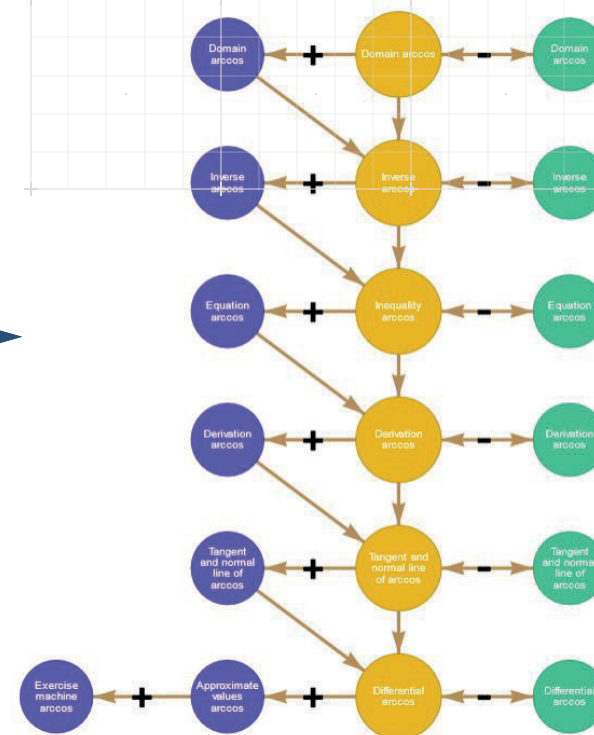 Domain
arccos
+
Domain arccos
-
Domain
arccos
Inverse
arccos
+
Inverse
arccos
-
Inverse
arccos
Equation
arccos
+
Inequality
arccos
-
Equation
arccos
Derivation
arccos
+
Derivation
arccos
-
Derivation
arccos
Tangent
and normal
line of
arccos
+
Tangent and
normal line
of arccos
-
Tangent
and normal
line of
arccos
Exercise
machine
arccos
+
Approximate
values
arccos
+
Differential
arccos
-
Differential
arccos